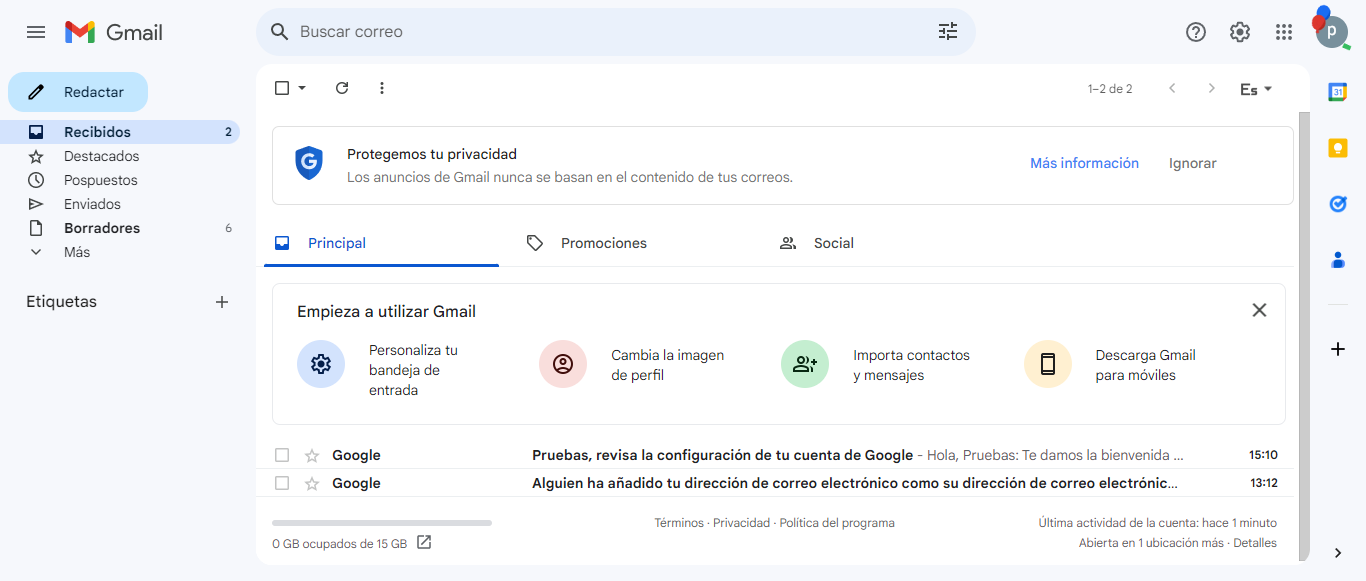 Gmail
Buscar correo
p
Redactar
Recibidos 2
Destacados
Pospuestos
Enviados
Borradores 6
Más
Etiquetas
1–2 de 2
Es
31
G
Protegemos tu privacidad
Los anuncios de Gmail nunca se basan en el contenido de tus correos.
Más información
Ignorar
Principal
Promociones
Social
Empieza a utilizar Gmail
Personaliza tu
bandeja de
entrada
Cambia la imagen
de perfil
Importa contactos
y mensajes
Descarga Gmail
para móviles
Google Pruebas, revisa la configuración de tu cuenta de Google - Hola, Pruebas: Te damos la bienvenida ... 15:10
Google Alguien ha añadido tu dirección de correo electrónico como su dirección de correo electrónic... 13:12
0 GB ocupados de 15 GB
Términos · Privacidad · Política del programa
Última actividad de la cuenta: hace 1 minuto
Abierta en 1 ubicación más · Detalles